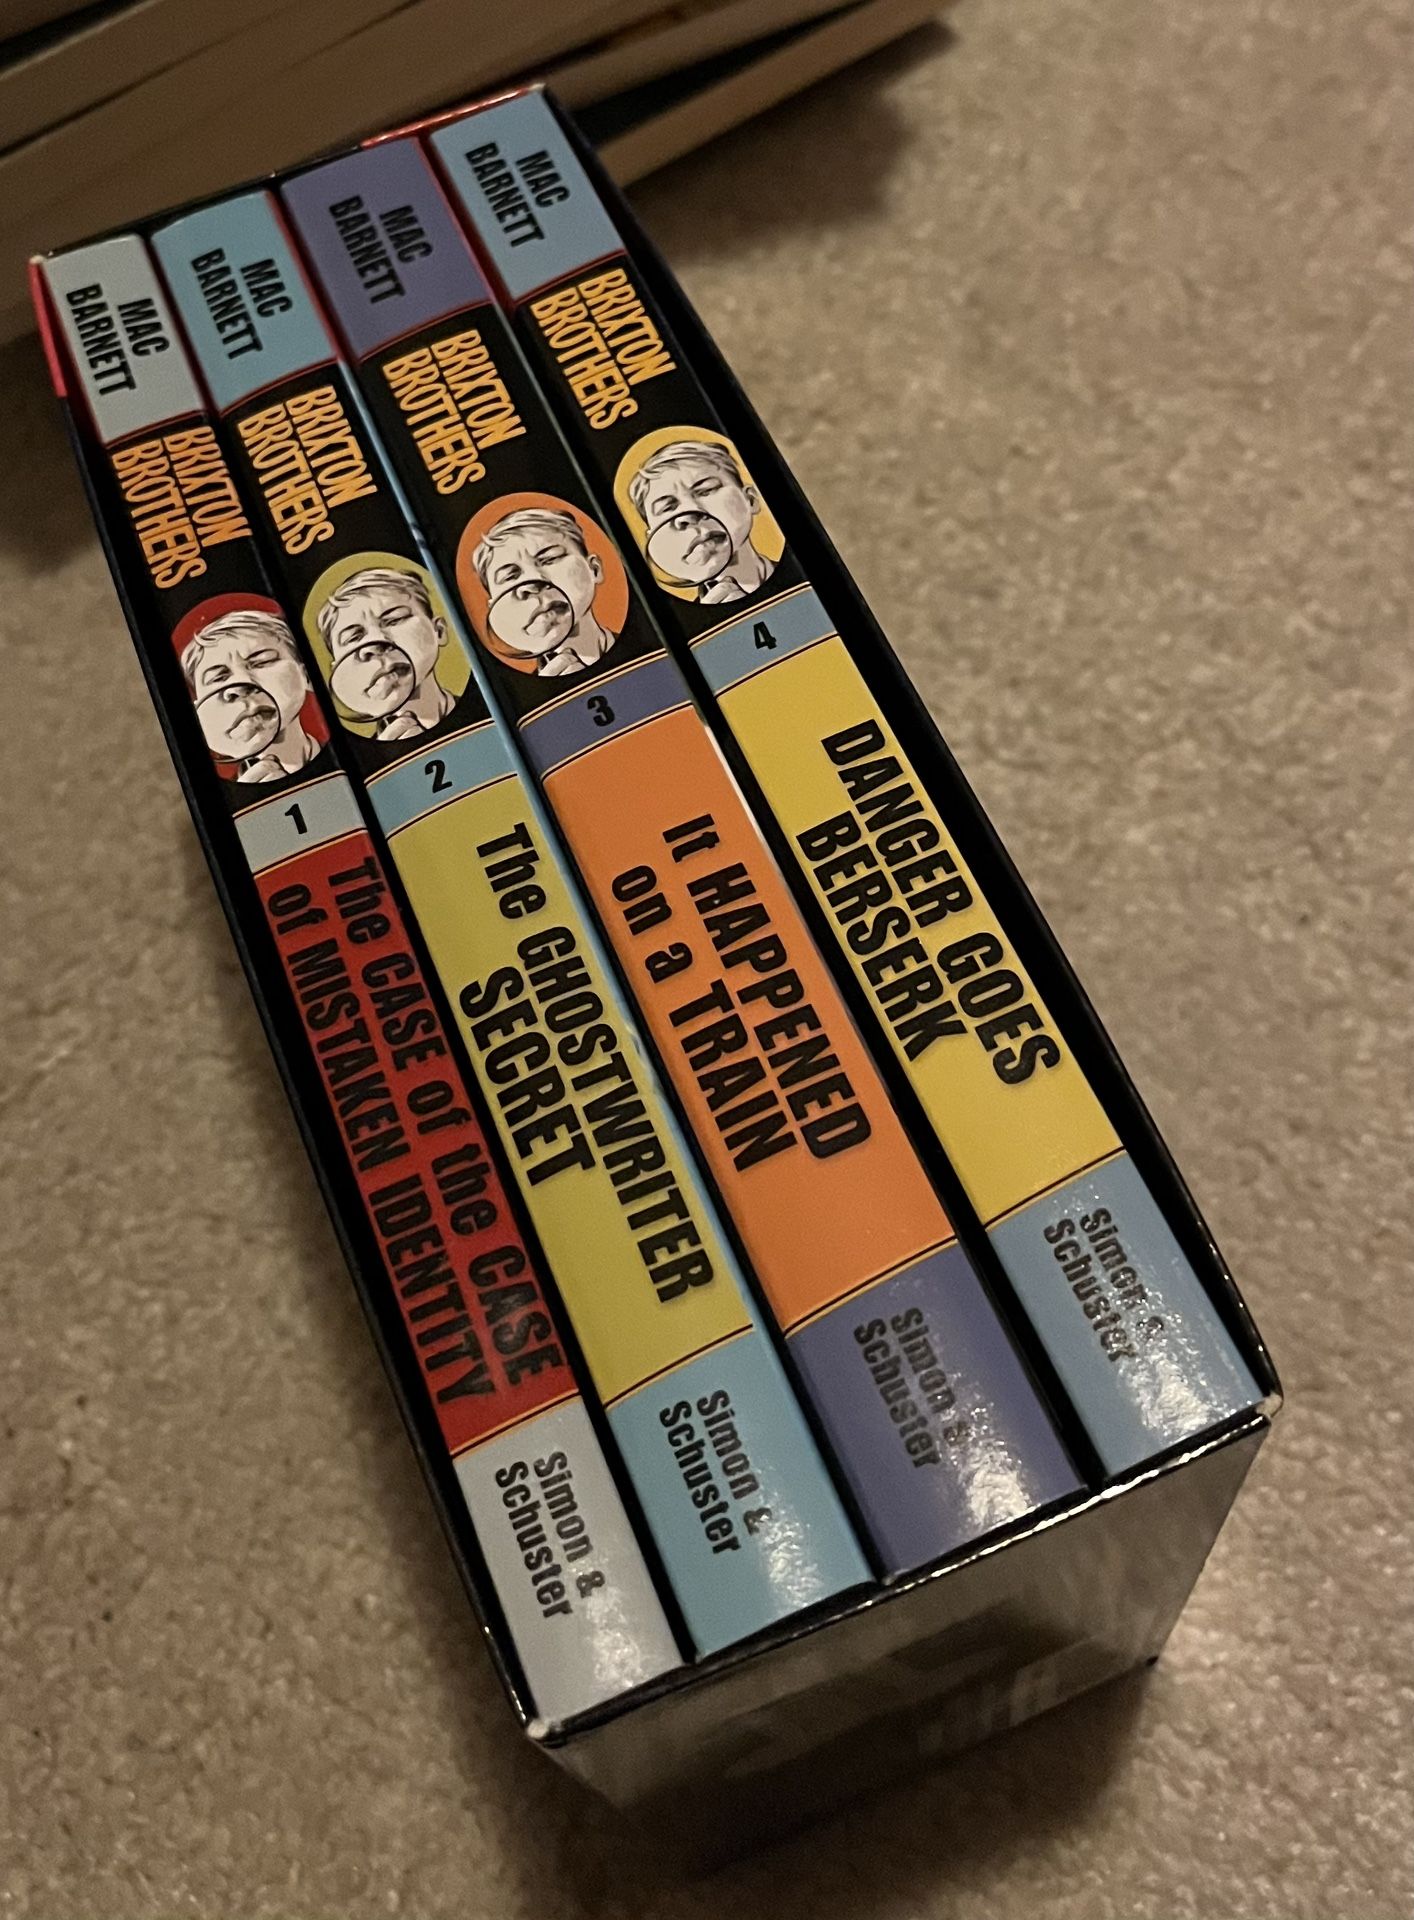 MAC
BARNETT
BRIXTON
BROTHERS
1
The CASE of the CASE
of MISTAKEN IDENTITY
Simon &
Schuster
MAC
BARNETT
BRIXTON
BROTHERS
2
The GHOSTWRITER
SECRET
Simon &
Schuster
MAC
BARNETT
BRIXTON
BROTHERS
3
It HAPPENED
on a TRAIN
Simon &
Schuster
MAC
BARNETT
BRIXTON
BROTHERS
4
DANGER GOES
BERSERK
Simon &
Schuster